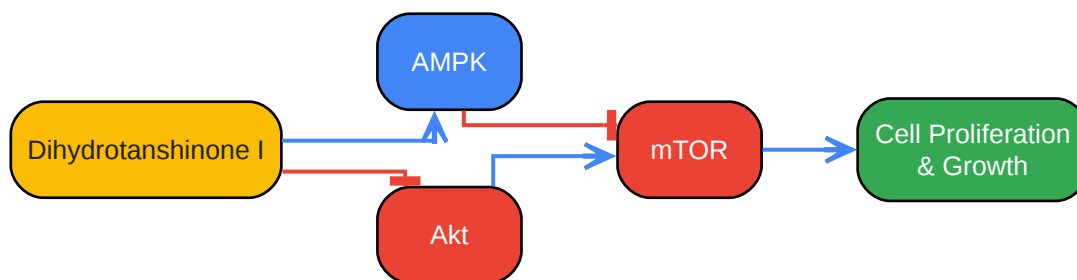 AMPK
Dihydrotanshinone I
mTOR
Cell Proliferation
& Growth
Akt